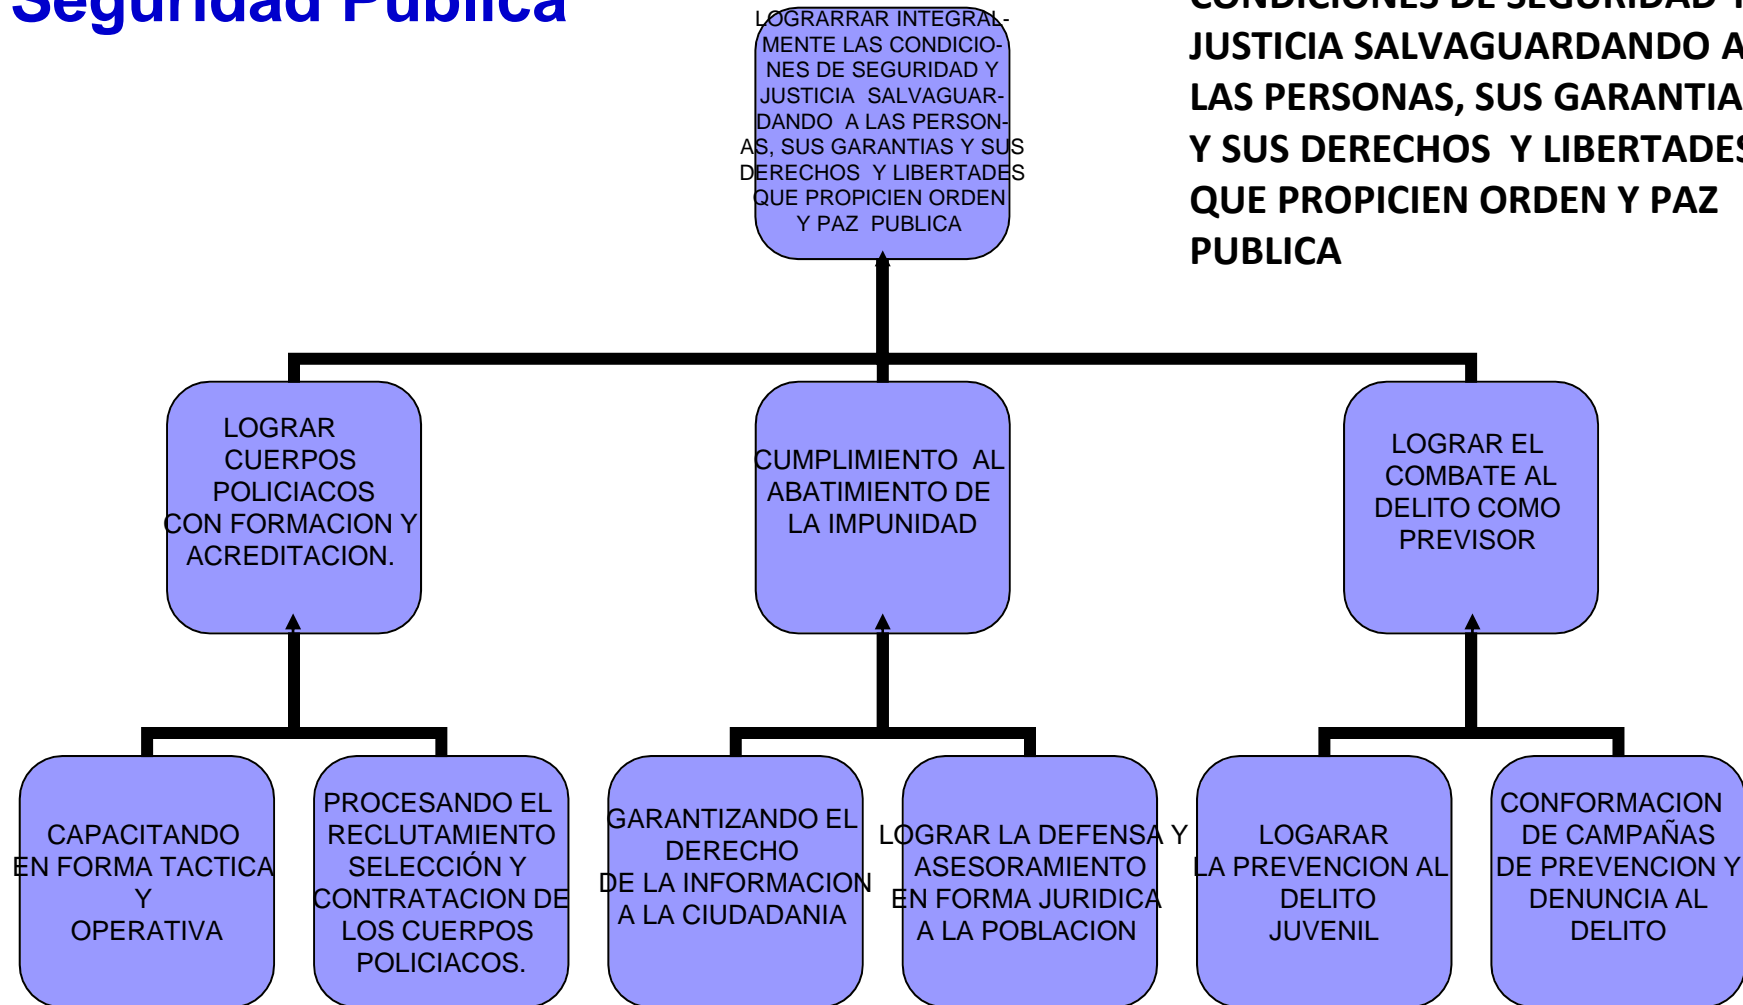 Seguridad Pública
LOGRARRAR INTEGRAL-
MENTE LAS CONDICIO-
NES DE SEGURIDAD Y
JUSTICIA SALVAGUAR-
DANDO A LAS PERSON-
AS, SUS GARANTIAS Y SUS
DERECHOS Y LIBERTADES
QUE PROPICIEN ORDEN
Y PAZ PUBLICA
CONDICIONES DE SEGURIDAD Y
JUSTICIA SALVAGUARDANDO A
LAS PERSONAS, SUS GARANTIA
Y SUS DERECHOS Y LIBERTADES
QUE PROPICIEN ORDEN Y PAZ
PUBLICA
LOGRAR
CUERPOS
POLICIACOS
CON FORMACION Y
ACREDITACION.
CUMPLIMIENTO AL
ABATIMIENTO DE
LA IMPUNIDAD
LOGRAR EL
COMBATE AL
DELITO COMO
PREVISOR
CAPACITANDO
EN FORMA TACTICA
Y
OPERATIVA
PROCESANDO EL
RECLUTAMIENTO
SELECCIÓN Y
CONTRATACION DE
LOS CUERPOS
POLICIACOS.
GARANTIZANDO EL
DERECHO
DE LA INFORMACION
A LA CIUDADANIA
LOGRAR LA DEFENSA Y
ASESORAMIENTO
EN FORMA JURIDICA
A LA POBLACION
LOGARAR
LA PREVENCION AL
DELITO
JUVENIL
CONFORMACION
DE CAMPAÑAS
DE PREVENCION Y
DENUNCIA AL
DELITO